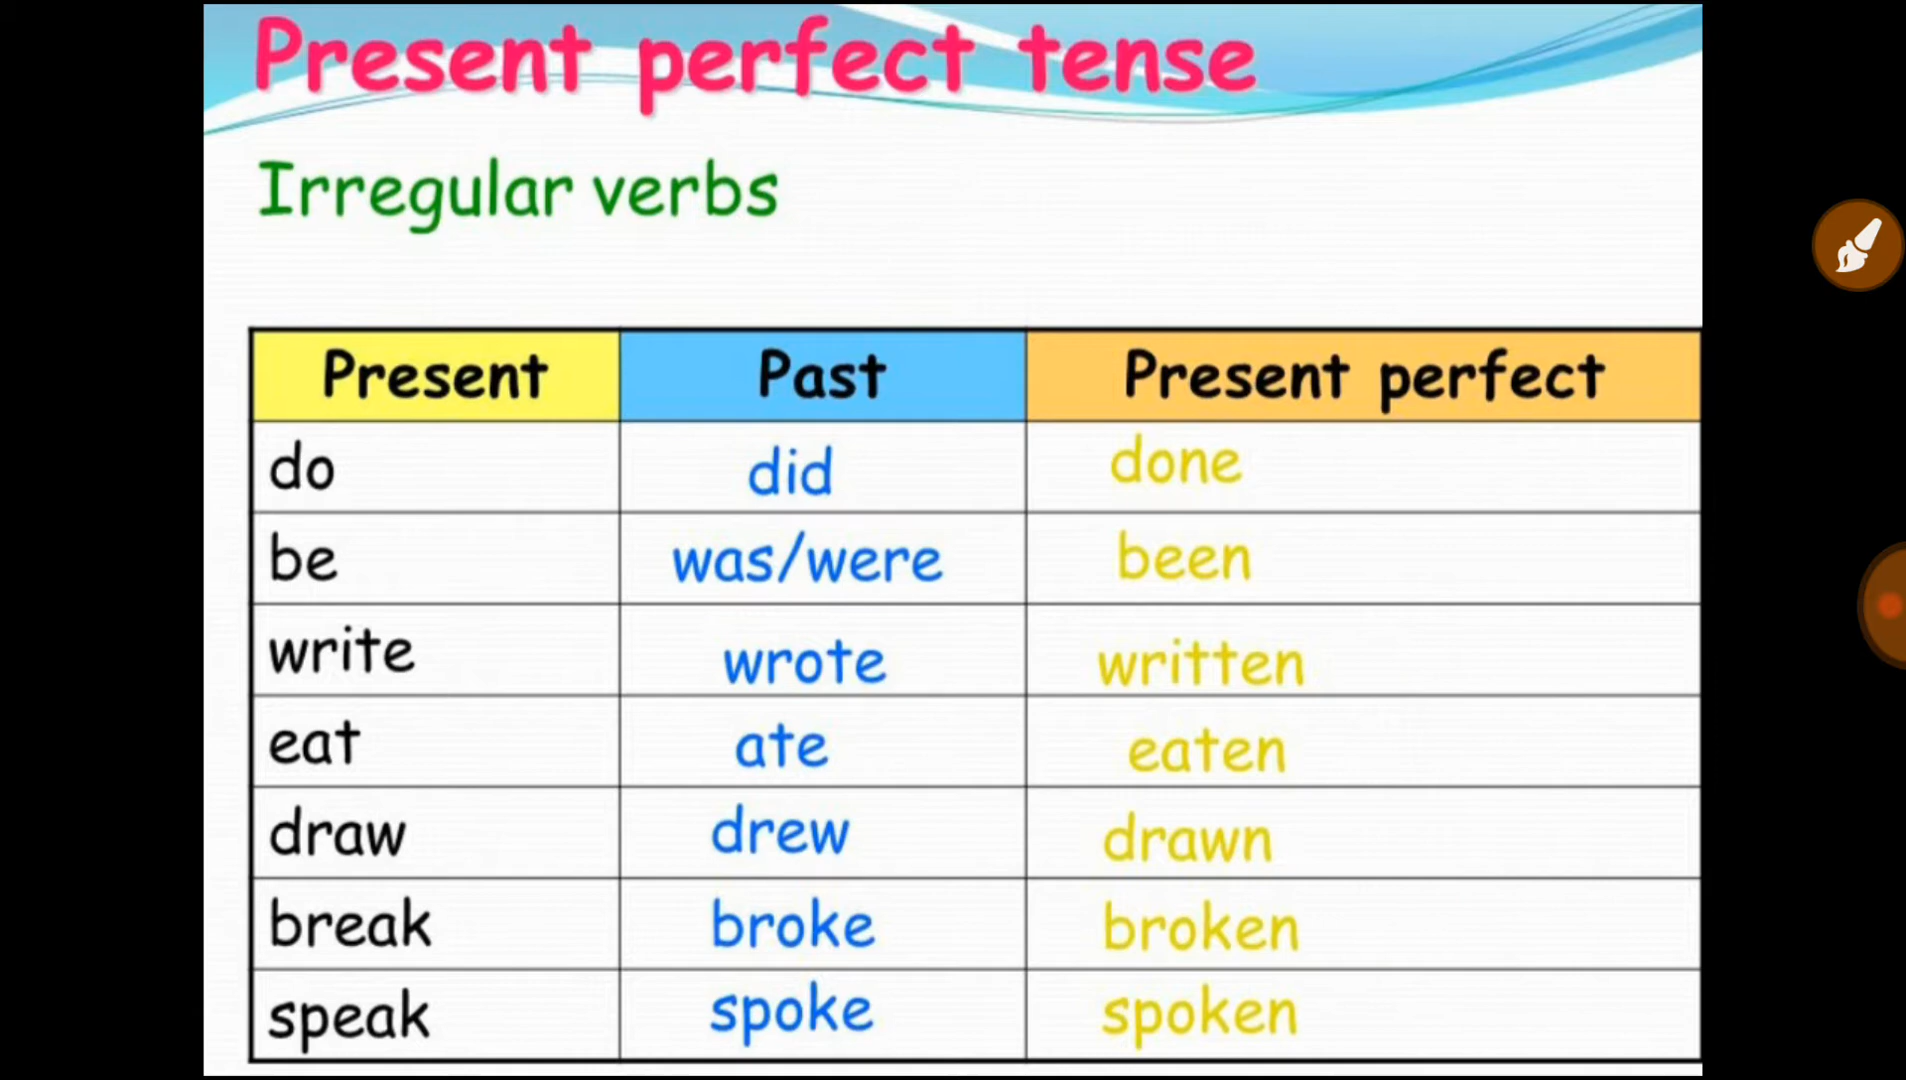 Present perfect tense
Irregular verbs
Present Past Present perfect
do did done
be was/were been
write wrote written
eat ate eaten
draw drew drawn
break broke broken
speak spoke spoken